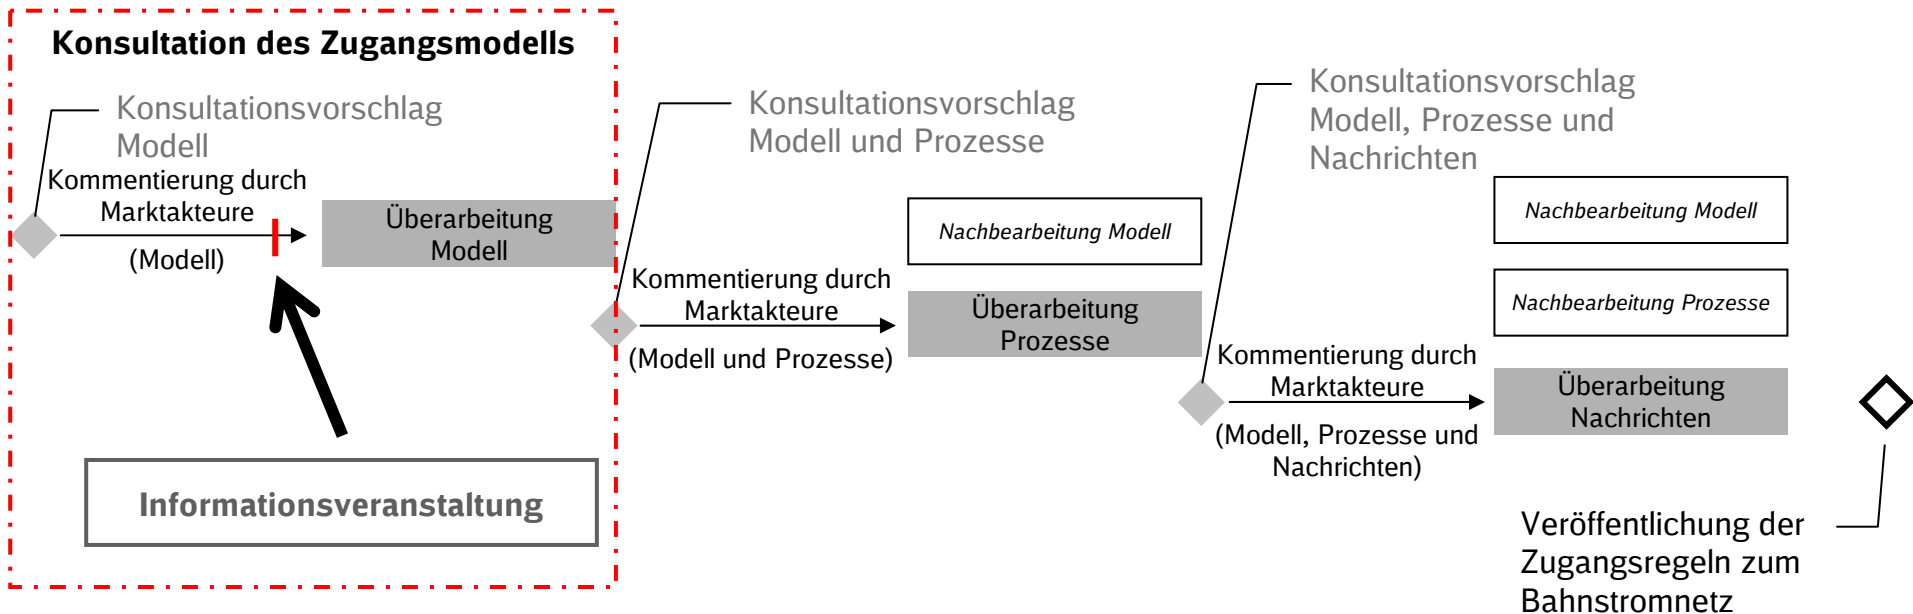 Konsultation des Zugangsmodells
Konsultationsvorschlag
Modell
Kommentierung durch
Marktakteure
(Modell)
Überarbeitung
Modell
Informationsveranstaltung
Konsultationsvorschlag
Modell und Prozesse
Kommentierung durch
Marktakteure
(Modell und Prozesse)
Nachbearbeitung Modell
Überarbeitung
Prozesse
Konsultationsvorschlag
Modell, Prozesse und
Nachrichten
Kommentierung durch
Marktakteure
(Modell, Prozesse und
Nachrichten)
Nachbearbeitung Modell
Nachbearbeitung Prozesse
Überarbeitung
Nachrichten
Veröffentlichung der
Zugangsregeln zum
Bahnstromnetz